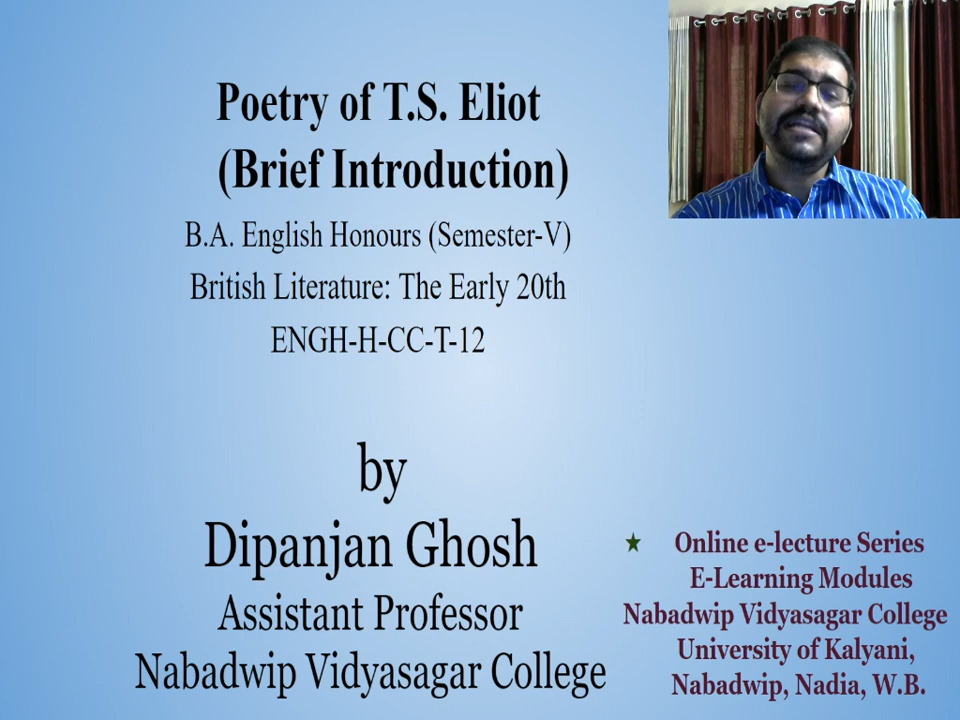 Poetry of T.S. Eliot
(Brief Introduction)
B.A. English Honours (Semester-V)
British Literature: The Early 20th
ENGH-H-CC-T-12
by
Dipanjan Ghosh
Assistant Professor
Nabadwip Vidyasagar College
★ Online e-lecture Series
E-Learning Modules
Nabadwip Vidyasagar College
University of Kalyani,
Nabadwip, Nadia, W.B.